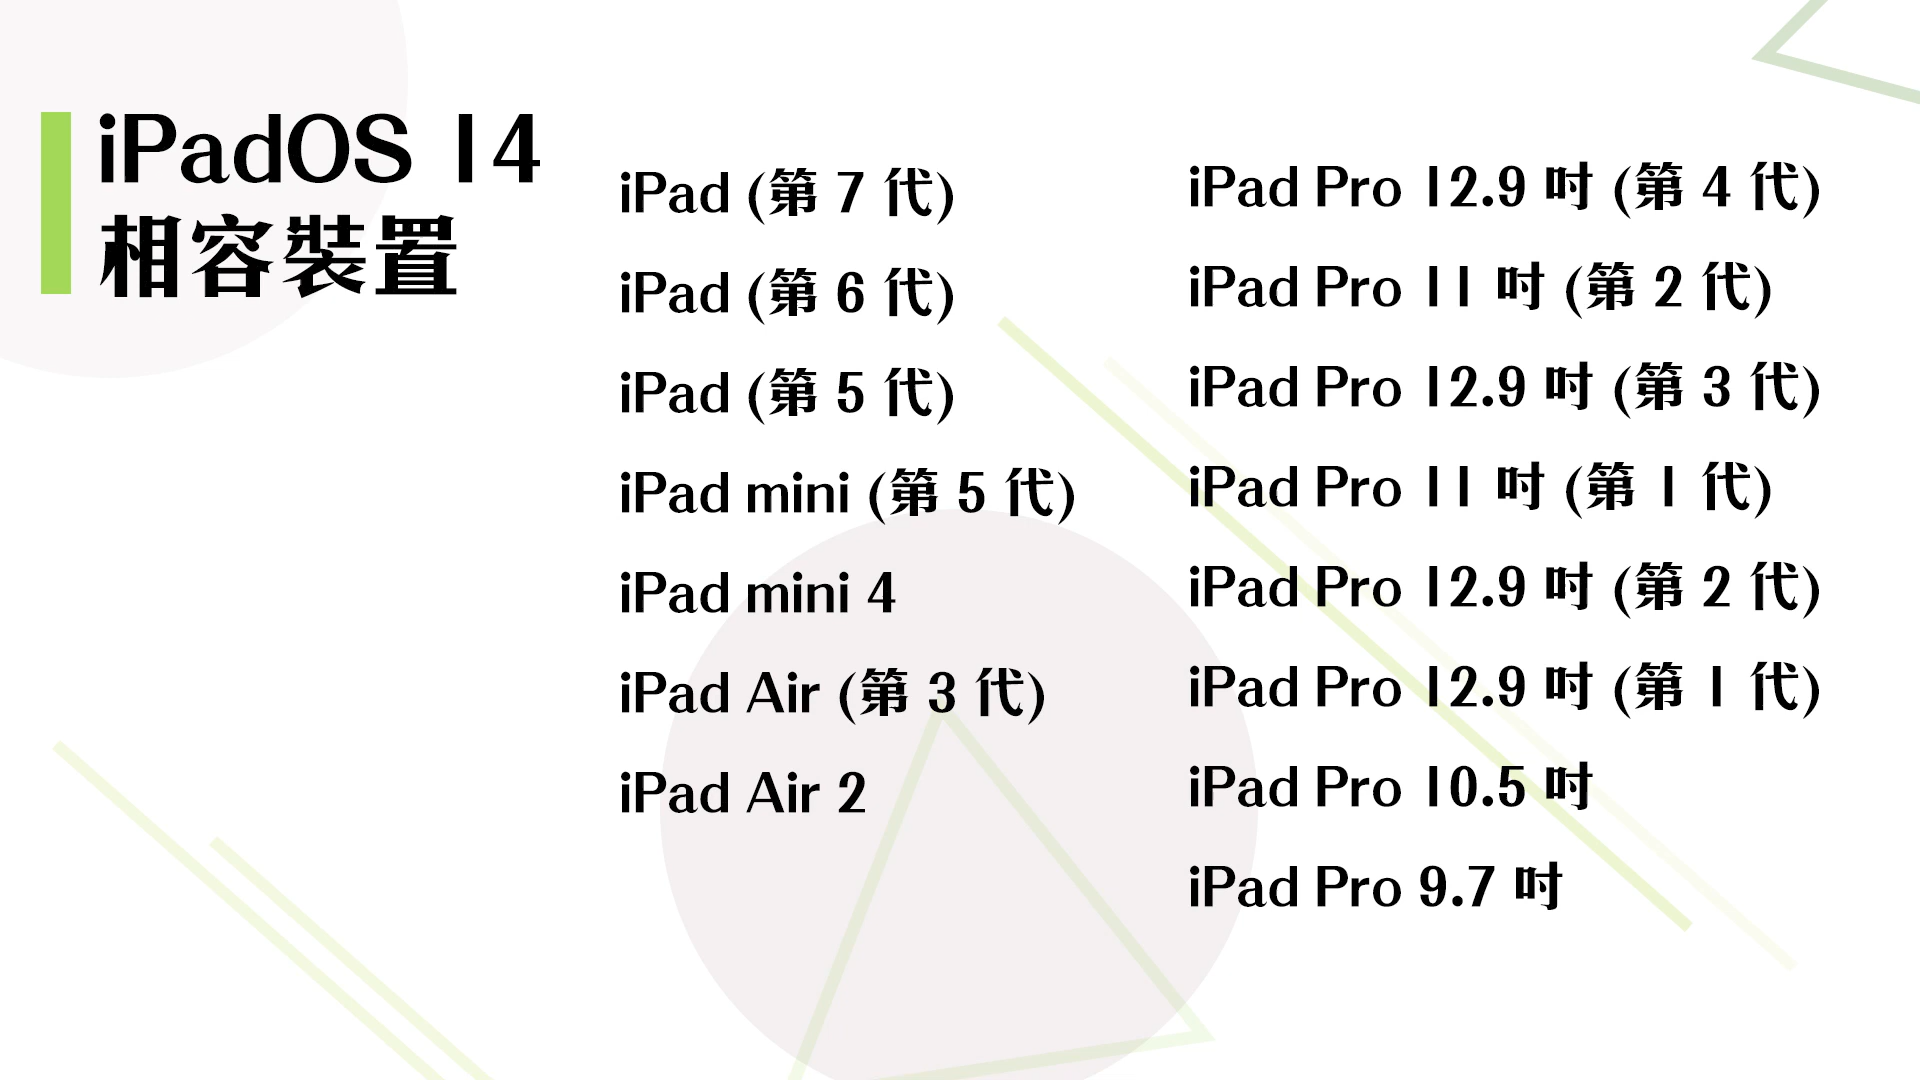 iPadOS 14
相容裝置
iPad (第 7 代)
iPad (第 6 代)
iPad (第 5 代)
iPad mini (第 5 代)
iPad mini 4
iPad Air (第 3 代)
iPad Air 2
iPad Pro 12.9 吋 (第 4 代)
iPad Pro 11 吋 (第 2 代)
iPad Pro 12.9 吋 (第 3 代)
iPad Pro 11 吋 (第 1 代)
iPad Pro 12.9 吋 (第 2 代)
iPad Pro 12.9 吋 (第 1 代)
iPad Pro 10.5 吋
iPad Pro 9.7 吋